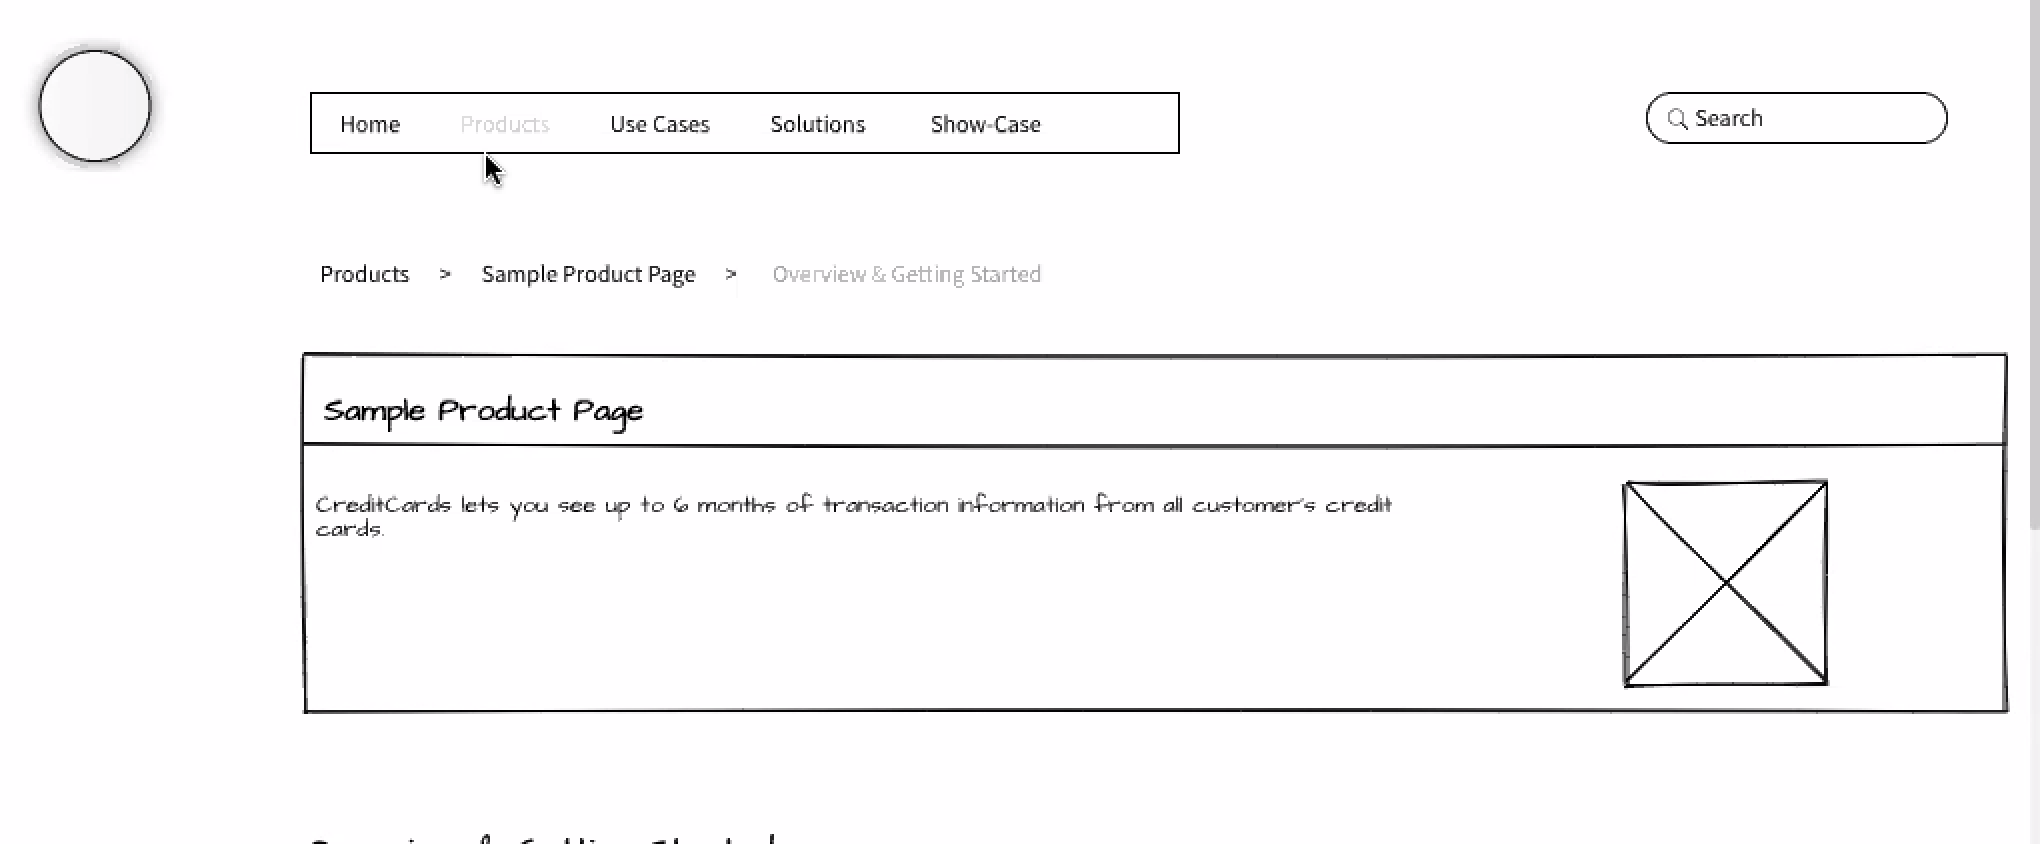 Home Products Use Cases Solutions Show-Case
Search
Products > Sample Product Page > Overview & Getting Started
Sample Product Page
CreditCards lets you see up to 6 months of transaction information from all customer's credit
cards.